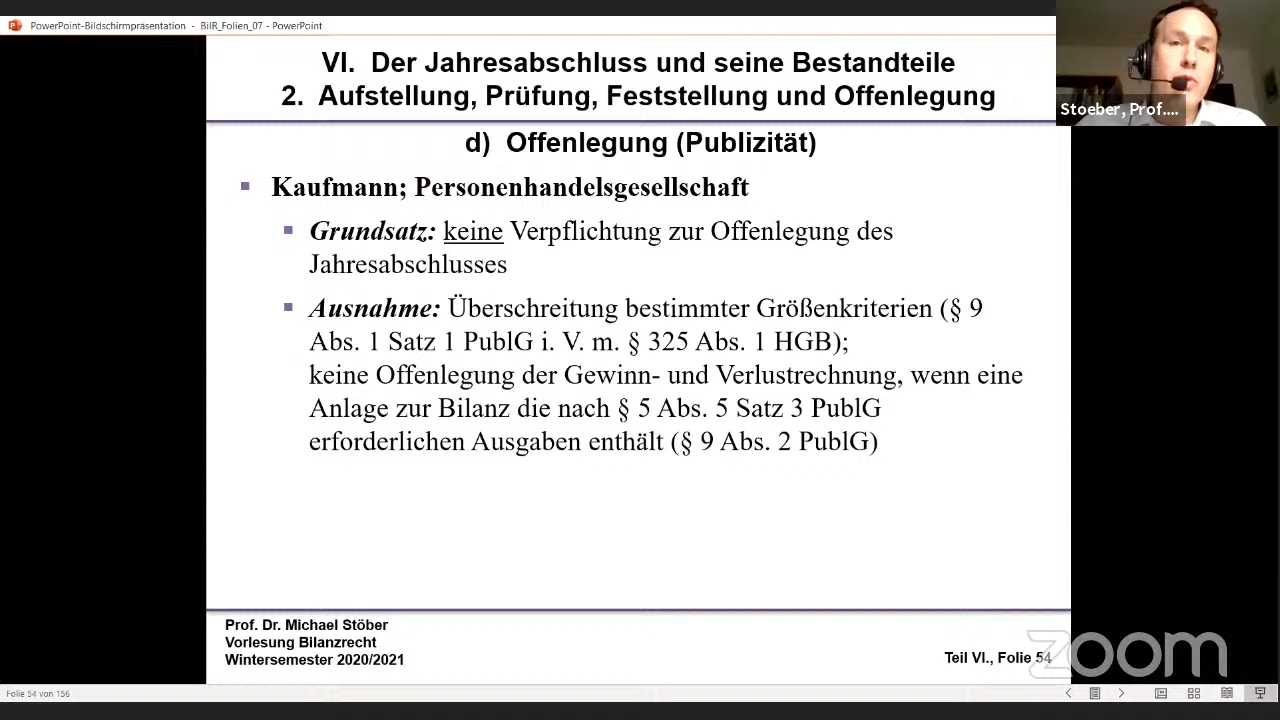 PowerPoint-Bildschirmpräsentation - BilR_Folien_07 - PowerPoint
VI. Der Jahresabschluss und seine Bestandteile
2. Aufstellung, Prüfung, Feststellung und Offenlegung
Stoeber, Prof....
d) Offenlegung (Publizität)
Kaufmann; Personenhandelsgesellschaft
Grundsatz: keine Verpflichtung zur Offenlegung des
Jahresabschlusses
Ausnahme: Überschreitung bestimmter Größenkriterien (§ 9
Abs. 1 Satz 1 PublG i. V. m. § 325 Abs. 1 HGB);
keine Offenlegung der Gewinn- und Verlustrechnung, wenn eine
Anlage zur Bilanz die nach § 5 Abs. 5 Satz 3 PublG
erforderlichen Ausgaben enthält (§ 9 Abs. 2 PublG)
Prof. Dr. Michael Stöber
Vorlesung Bilanzrecht
Wintersemester 2020/2021
Teil VI., Folie 54
zoom
Folie 54 von 156